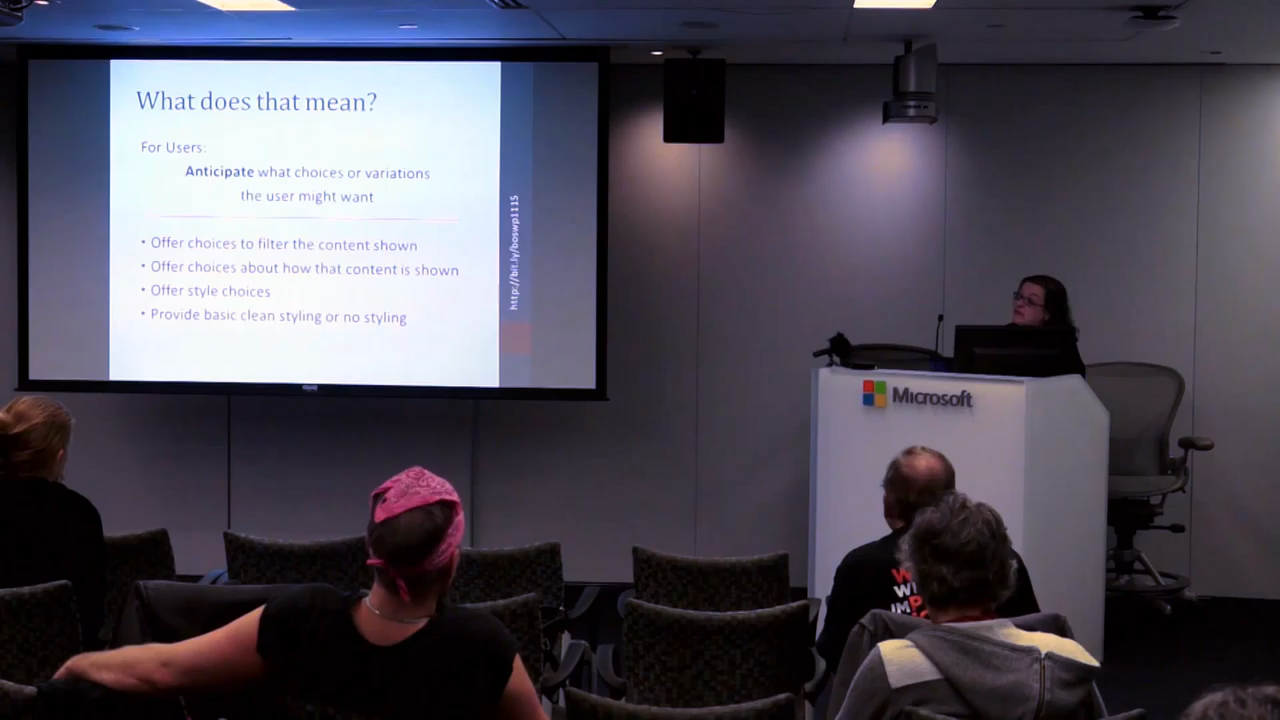 What does that mean?
For Users:
Anticipate what choices or variations
the user might want
• Offer choices to filter the content shown
• Offer choices about how that content is shown
• Offer style choices
• Provide basic clean styling or no styling
http://bit.ly/boswp1115
Microsoft